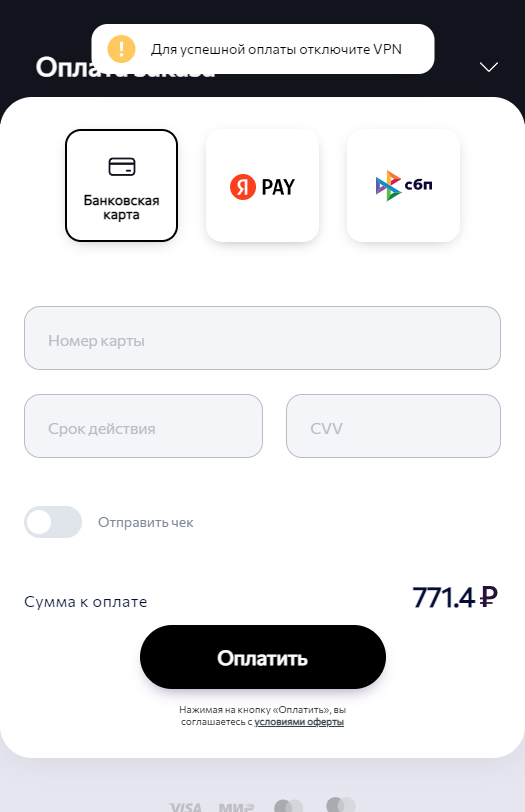 Для успешной оплаты отключите VPN
Оплата заказа
Банковская
карта
Я PAY
сбп
Номер карты
Срок действия
CVV
Отправить чек
Сумма к оплате
771.4 ₽
Оплатить
Нажимая на кнопку «Оплатить», вы
соглашаетесь с условиями оферты
VISA
МИР